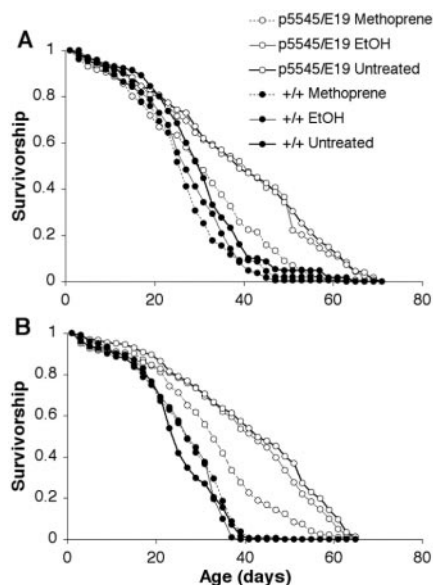 A
p5545/E19 Methoprene
p5545/E19 EtOH
p5545/E19 Untreated
+/+ Methoprene
+/+ EtOH
+/+ Untreated
Survivorship
1
0.8
0.6
0.4
0.2
0
0 20 40 60 80
B
Survivorship
1
0.8
0.6
0.4
0.2
0
0 20 40 60 80
Age (days)